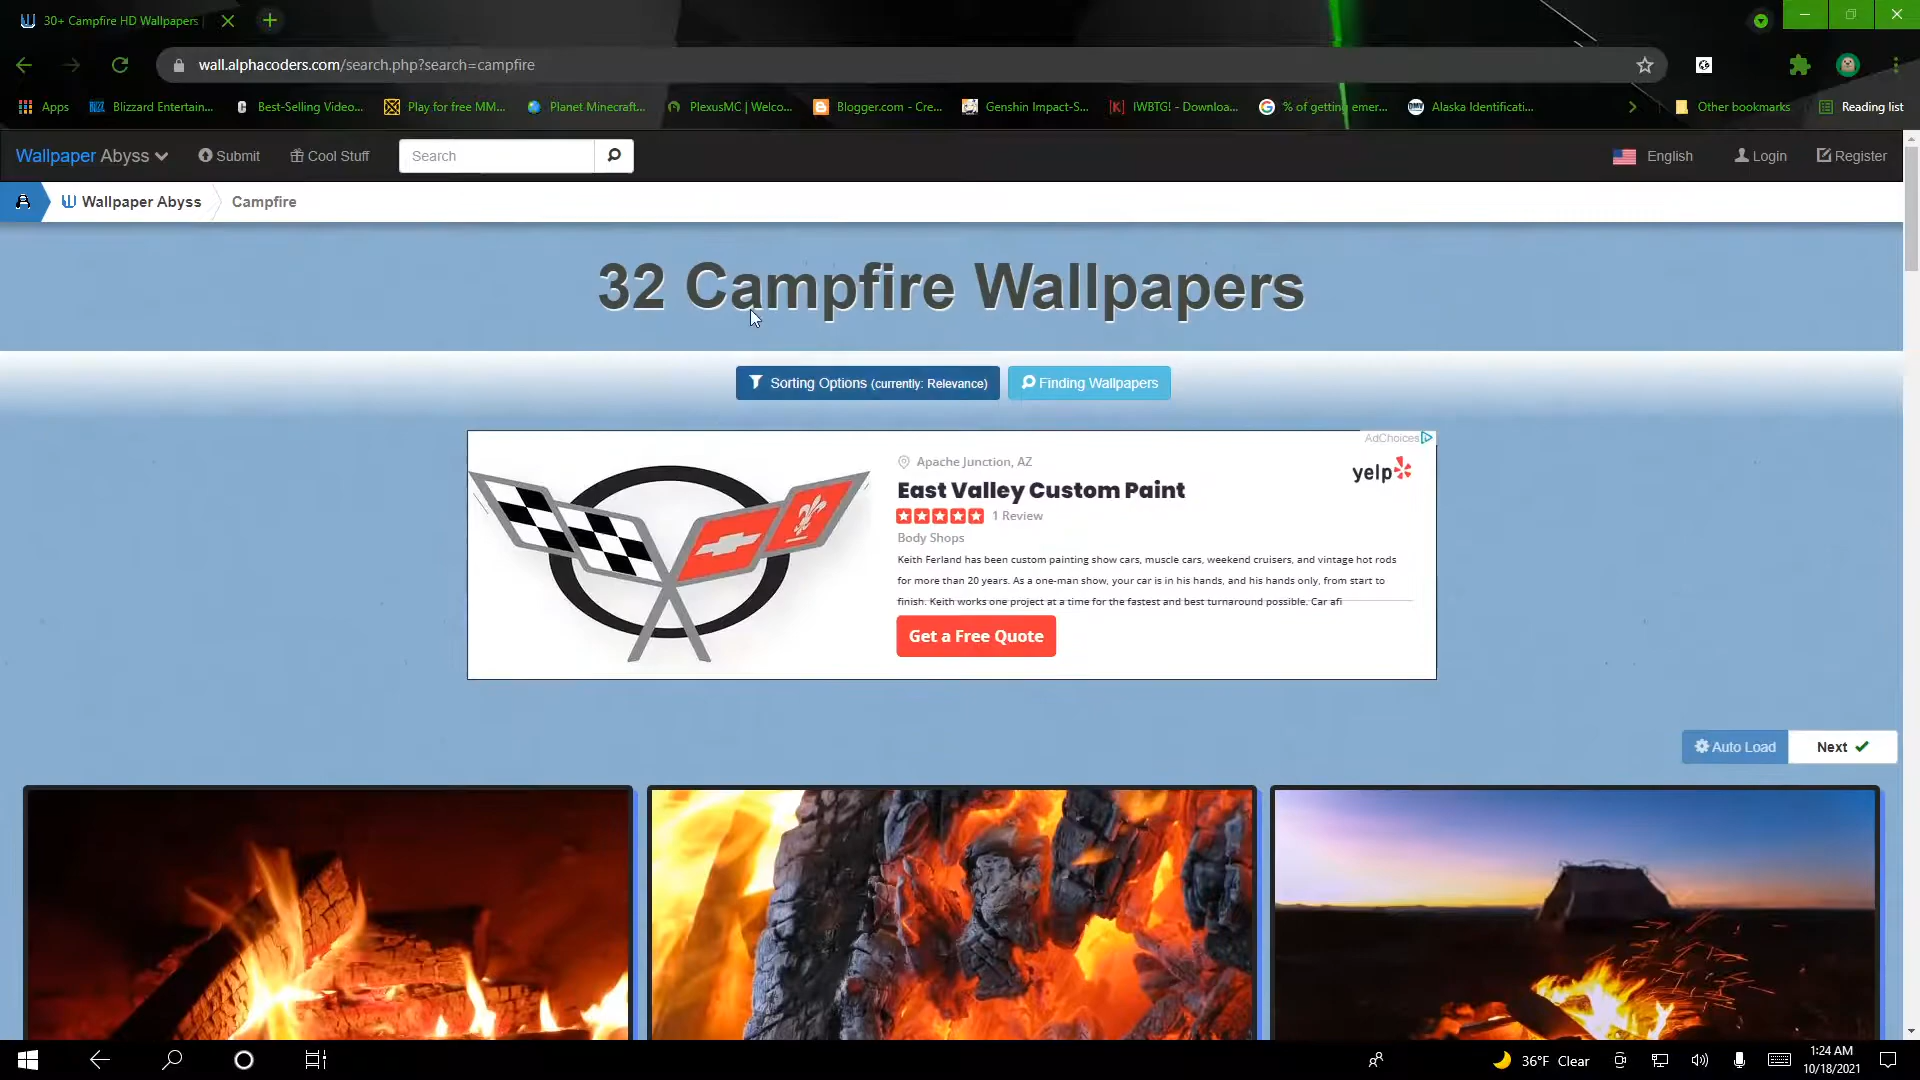 30+ Campfire HD Wallpapers
wall.alphacoders.com/search.php?search=campfire
Apps
Blizzard Entertain...
Best-Selling Video...
Play for free MM...
Planet Minecraft...
PlexusMC | Welco...
Blogger.com - Cre...
Genshin Impact-S...
IWBTG! - Downloa...
% of getting emer...
Alaska Identificati...
Other bookmarks
Reading list
Wallpaper Abyss
Submit
Cool Stuff
Search
English
Login
Register
Wallpaper Abyss
Campfire
32 Campfire Wallpapers
Sorting Options (currently: Relevance)
Finding Wallpapers
AdChoices
Apache Junction, AZ
yelp
East Valley Custom Paint
1 Review
Body Shops
Keith Ferland has been custom painting show cars, muscle cars, weekend cruisers, and vintage hot rods
for more than 20 years. As a one-man show, your car is in his hands, and his hands only, from start to
finish. Keith works one project at a time for the fastest and best turnaround possible. Car afi
Get a Free Quote
Auto Load
Next
36°F Clear
1:24 AM
10/18/2021